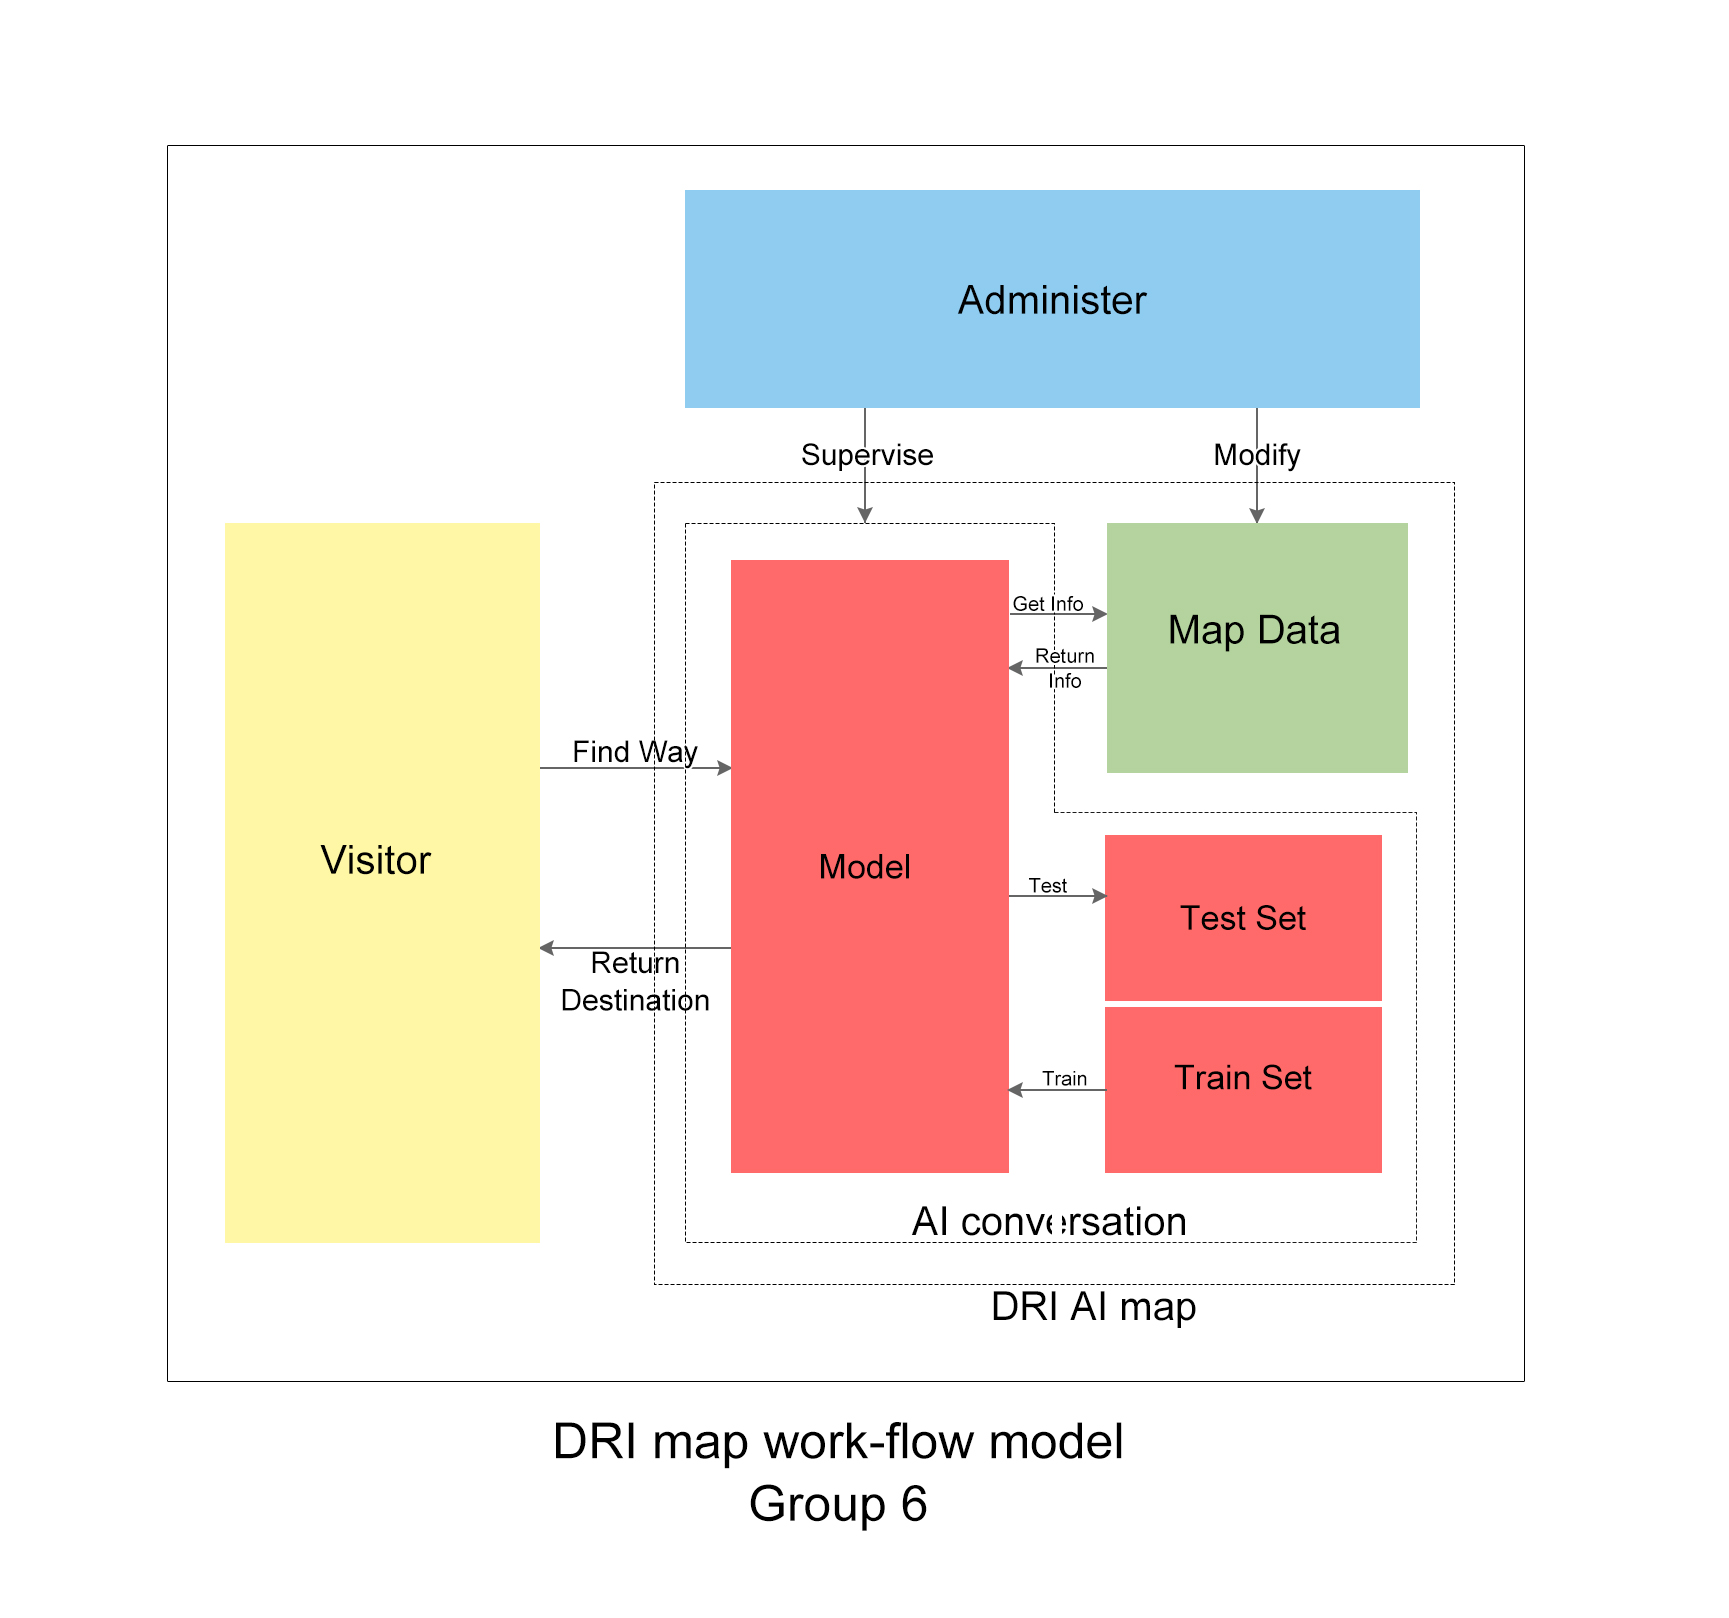 Administer
Supervise
Modify
Get Info
Map Data
Return
Info
Find Way
Visitor
Model
Test
Test Set
Return
Destination
Train
Train Set
AI conversation
DRI AI map
DRI map work-flow model
Group 6